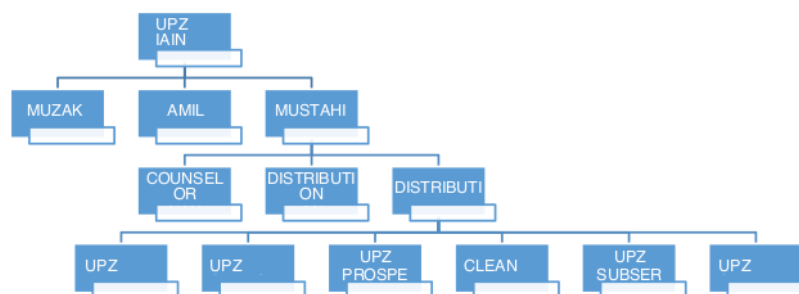 UPZ
IAIN
MUZAK
AMIL
MUSTAHI
COUNSEL
OR
DISTRIBUTI
ON
DISTRIBUTI
UPZ
UPZ
UPZ
PROSPE
CLEAN
UPZ
SUBSER
UPZ